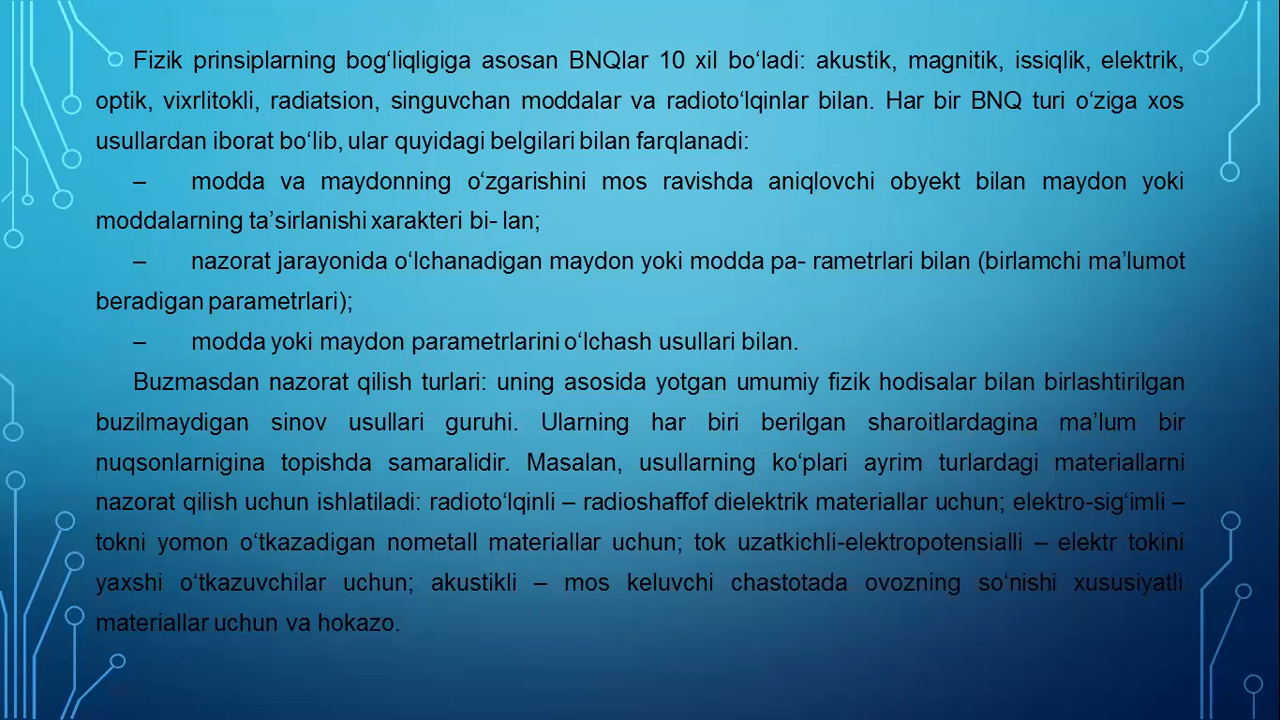 Fizik prinsiplarning bog‘liqligiga asosan BNQlar 10 xil bo‘ladi: akustik, magnitik, issiqlik, elektrik,
optik, vixrlitokli, radiatsion, singuvchan moddalar va radioto‘lqinlar bilan. Har bir BNQ turi o‘ziga xos
usullardan iborat bo‘lib, ular quyidagi belgilari bilan farqlanadi:
– modda va maydonning o‘zgarishini mos ravishda aniqlovchi obyekt bilan maydon yoki
moddalarning ta’sirlanishi xarakteri bi- lan;
– nazorat jarayonida o‘lchanadigan maydon yoki modda pa- rametrlari bilan (birlamchi ma’lumot
beradigan parametrlari);
– modda yoki maydon parametrlarini o‘lchash usullari bilan.
Buzmasdan nazorat qilish turlari: uning asosida yotgan umumiy fizik hodisalar bilan birlashtirilgan
buzilmaydigan sinov usullari guruhi. Ularning har biri berilgan sharoitlardagina ma’lum bir
nuqsonlarnigina topishda samaralidir. Masalan, usullarning ko‘plari ayrim turlardagi materiallarni
nazorat qilish uchun ishlatiladi: radioto‘lqinli – radioshaffof dielektrik materiallar uchun; elektro-sig‘imli –
tokni yomon o‘tkazadigan nometall materiallar uchun; tok uzatkichli-elektropotensialli – elektr tokini
yaxshi o‘tkazuvchilar uchun; akustikli – mos keluvchi chastotada ovozning so‘nishi xususiyatli
materiallar uchun va hokazo.